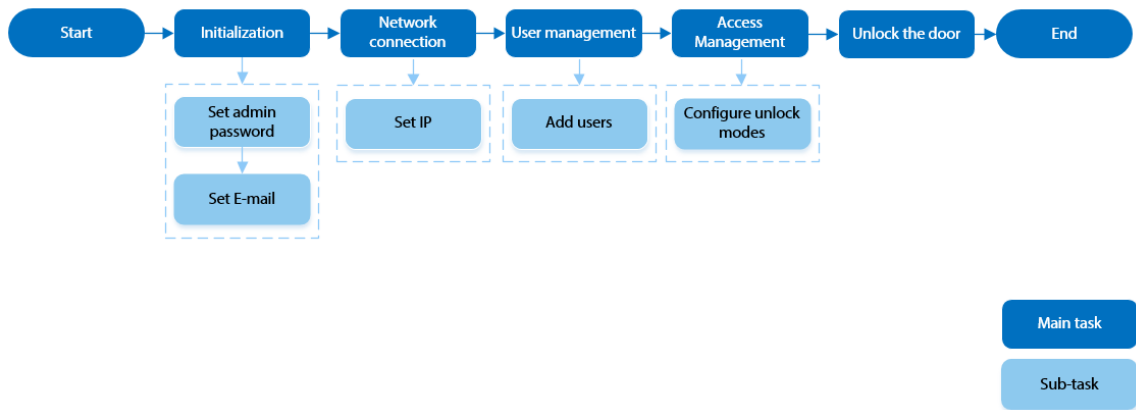 Start
Initialization
Network
connection
User management
Access
Management
Unlock the door
End
Set admin
password
Set IP
Add users
Configure unlock
modes
Set E-mail
Main task
Sub-task